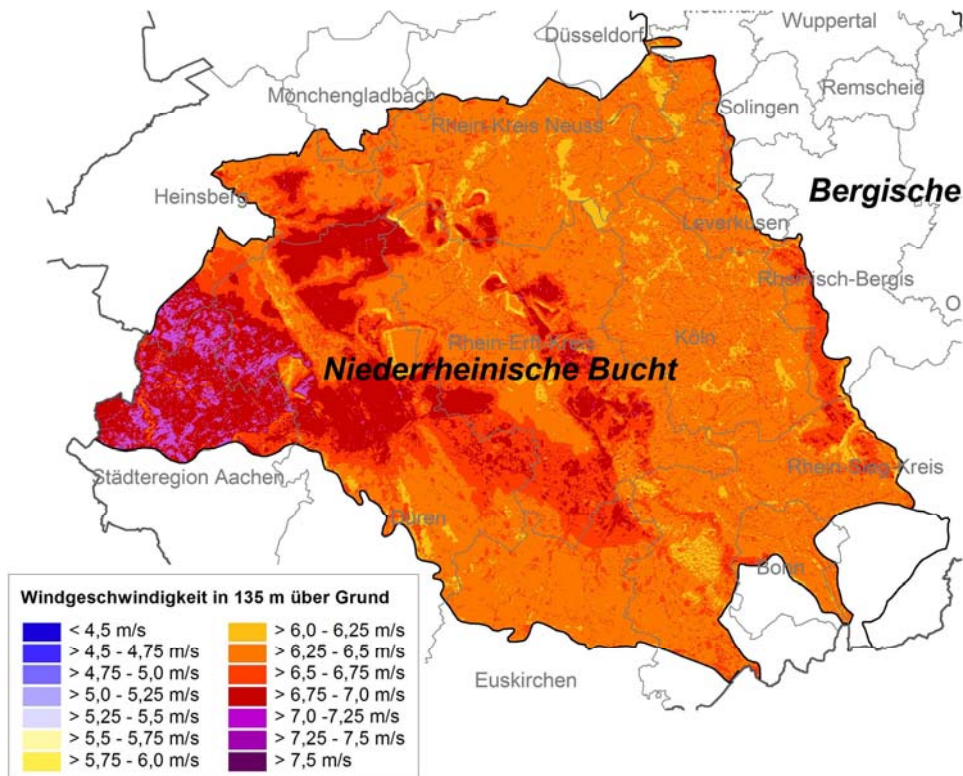 Wuppertal
Düsseldorf
Remscheid
Mönchengladbach
Solingen
Rhein-Kreis Neuss
Heinsberg
Bergische
Leverkusen
Rheinisch-Bergis
O
Köln
Rhein-Erft-Kreis
Niederrheinische Bucht
Städteregion Aachen
Rhein-Sieg-Kreis
Düren
Bonn
Euskirchen
Windgeschwindigkeit in 135 m über Grund
< 4,5 m/s
> 4,5 - 4,75 m/s
> 4,75 - 5,0 m/s
> 5,0 - 5,25 m/s
> 5,25 - 5,5 m/s
> 5,5 - 5,75 m/s
> 5,75 - 6,0 m/s
> 6,0 - 6,25 m/s
> 6,25 - 6,5 m/s
> 6,5 - 6,75 m/s
> 6,75 - 7,0 m/s
> 7,0 -7,25 m/s
> 7,25 - 7,5 m/s
> 7,5 m/s